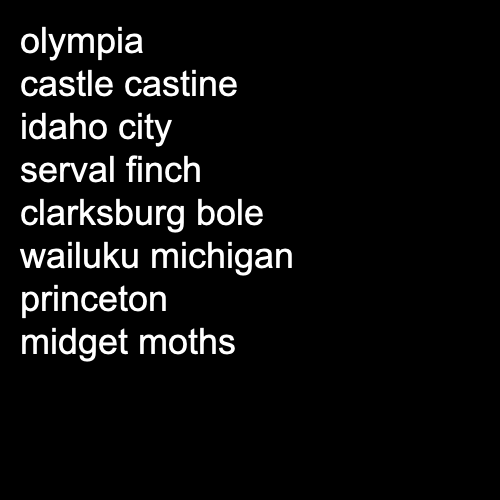 olympia
castle castine
idaho city
serval finch
clarksburg bole
wailuku michigan
princeton
midget moths